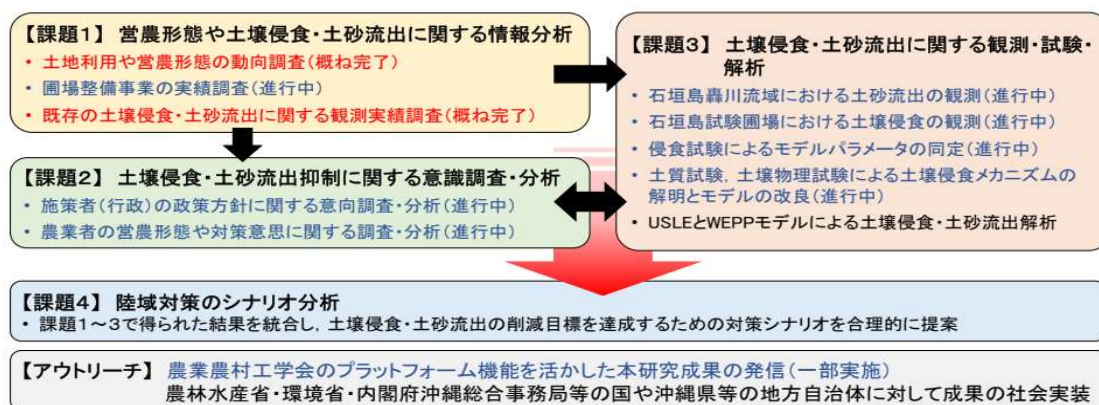 【課題1】 営農形態や土壌侵食・土砂流出に関する情報分析
• 土地利用や営農形態の動向調査(概ね完了)
• 圃場整備事業の実績調査(進行中)
• 既存の土壌侵食・土砂流出に関する観測実績調査(概ね完了)
【課題2】 土壌侵食・土砂流出抑制に関する意識調査・分析
• 施策者(行政)の政策方針に関する意向調査・分析(進行中)
• 農業者の営農形態や対策意思に関する調査・分析(進行中)
【課題3】 土壌侵食・土砂流出に関する観測・試験・
解析
• 石垣島轟川流域における土砂流出の観測(進行中)
• 石垣島試験圃場における土壌侵食の観測(進行中)
• 侵食試験によるモデルパラメータの同定(進行中)
• 土質試験，土壌物理試験による土壌侵食メカニズムの
解明とモデルの改良(進行中)
• USLEとWEPPモデルによる土壌侵食・土砂流出解析
【課題4】 陸域対策のシナリオ分析
• 課題1～3で得られた結果を統合し，土壌侵食・土砂流出の削減目標を達成するための対策シナリオを合理的に提案
【アウトリーチ】 農業農村工学会のプラットフォーム機能を活かした本研究成果の発信(一部実施)
農林水産省・環境省・内閣府沖縄総合事務局等の国や沖縄県等の地方自治体に対して成果の社会実装